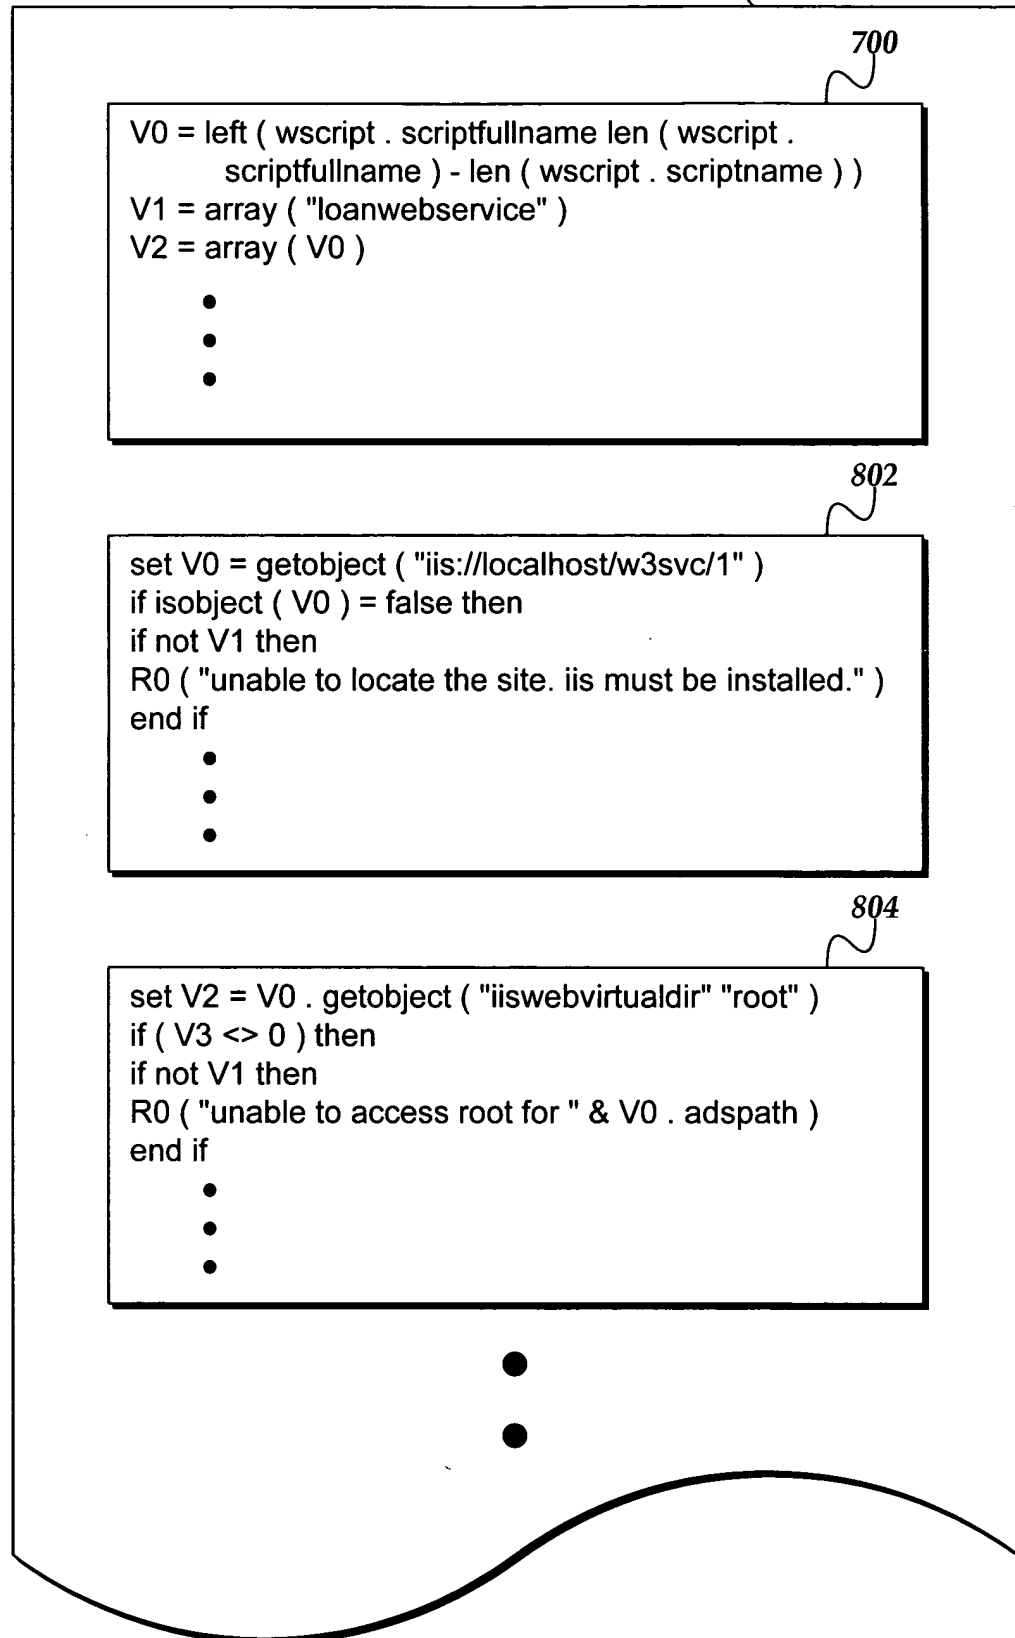 700
V0 = left ( wscript . scriptfullname len ( wscript .
scriptfullname ) - len ( wscript . scriptname ) )
V1 = array ( "loanwebservice" )
V2 = array ( V0 )
802
set V0 = getobject ( "iis://localhost/w3svc/1" )
if isobject ( V0 ) = false then
if not V1 then
R0 ( "unable to locate the site. iis must be installed." )
end if
804
set V2 = V0 . getobject ( "iiswebvirtualdir" "root" )
if ( V3 <> 0 ) then
if not V1 then
R0 ( "unable to access root for " & V0 . adspath )
end if